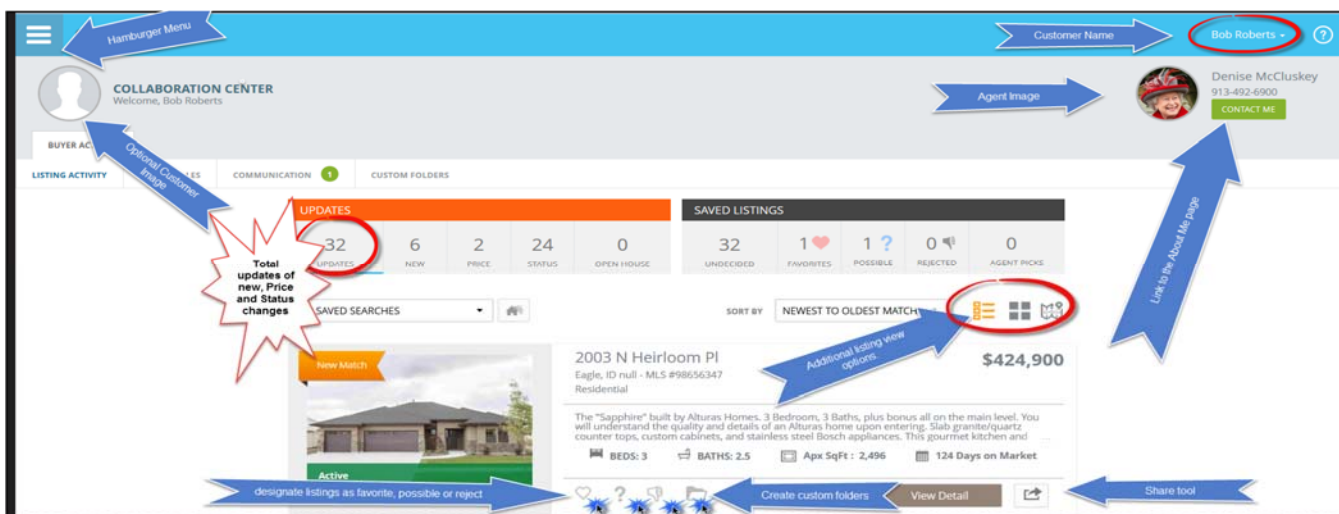 Hamburger Menu
Customer Name
Bob Roberts
?
COLLABORATION CENTER
Welcome, Bob Roberts
Agent Image
Denise McCluskey
913-492-6900
CONTACT ME
BUYER AC
Optional Customer
Image
LISTING ACTIVITY
LES
COMMUNICATION 1
CUSTOM FOLDERS
Link to the About Me page
UPDATES
SAVED LISTINGS
32
6
2
24
0
32
1
1 ?
0
0
UPDATES
NEW
PRICE
STATUS
OPEN HOUSE
UNDECIDED
FAVORITES
POSSIBLE
REJECTED
AGENT PICKS
Total
updates of
new, Price
and Status
changes
SAVED SEARCHES
SORT BY
NEWEST TO OLDEST MATCH
Additional listing view
options
New Match
2003 N Heirloom Pl
$424,900
Eagle, ID null - MLS #98656347
Residential
The "Sapphire" built by Alturas Homes. 3 Bedroom, 3 Baths, plus bonus all on the main level. You
will understand the quality and details of an Alturas home upon entering. Slab granite/quartz
counter tops, custom cabinets, and stainless steel Bosch appliances. This gourmet kitchen and
BEDS: 3
BATHS: 2.5
Apx SqFt : 2,496
124 Days on Market
Active
designate listings as favorite, possible or reject
?
Create custom folders
View Detail
Share tool